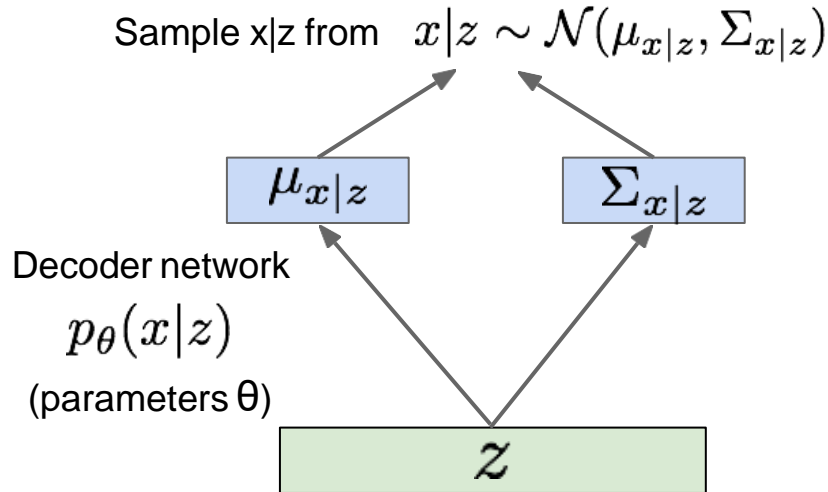 Sample x|z from x|z ∼ 𝒩(μ_{x|z}, Σ_{x|z})
μ_{x|z} Σ_{x|z}
Decoder network
p_θ(x|z)
(parameters θ)
z